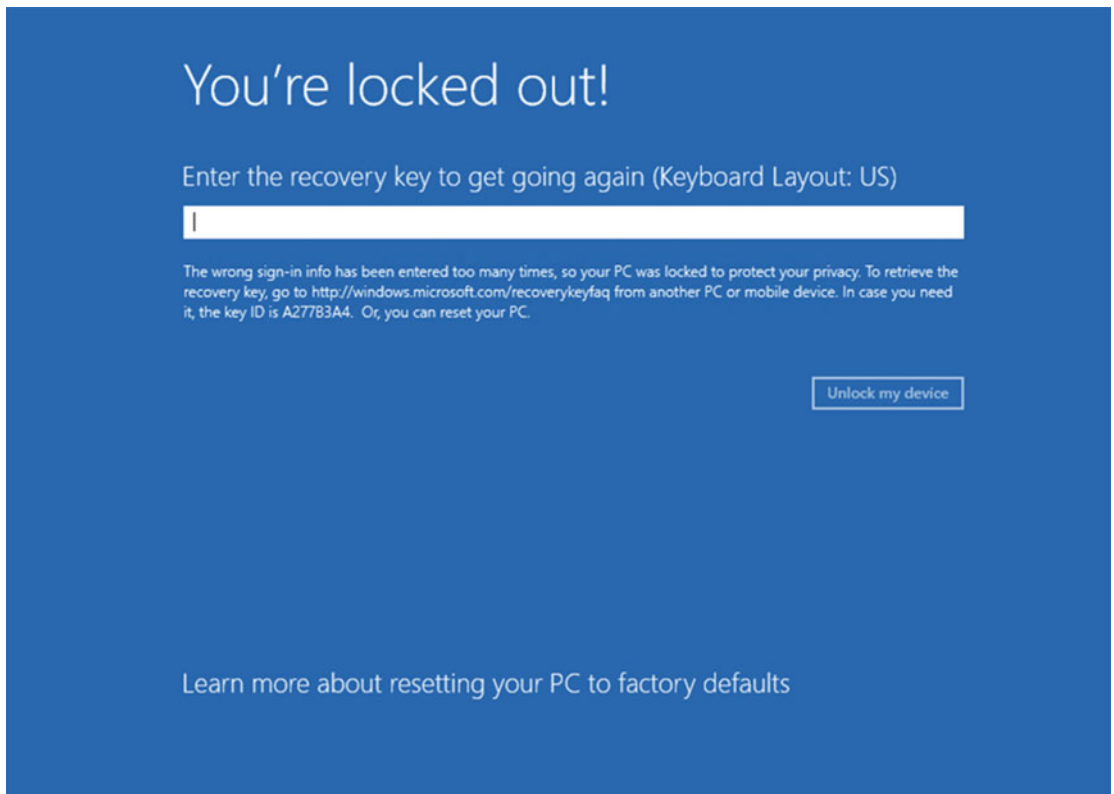 You're locked out!
Enter the recovery key to get going again (Keyboard Layout: US)
The wrong sign-in info has been entered too many times, so your PC was locked to protect your privacy. To retrieve the
recovery key, go to http://windows.microsoft.com/recoverykeyfaq from another PC or mobile device. In case you need
it, the key ID is A277B3A4.  Or, you can reset your PC.
Unlock my device
Learn more about resetting your PC to factory defaults